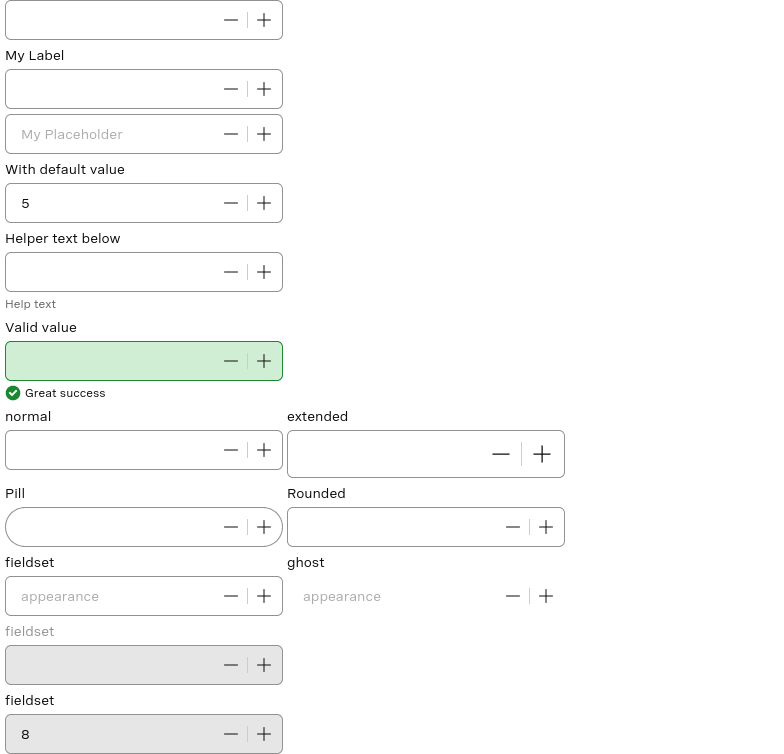 My Label
My Placeholder
With default value
5
Helper text below
Help text
Valid value
Great success
normal
extended
Pill
Rounded
fieldset
ghost
appearance
appearance
fieldset
fieldset
8